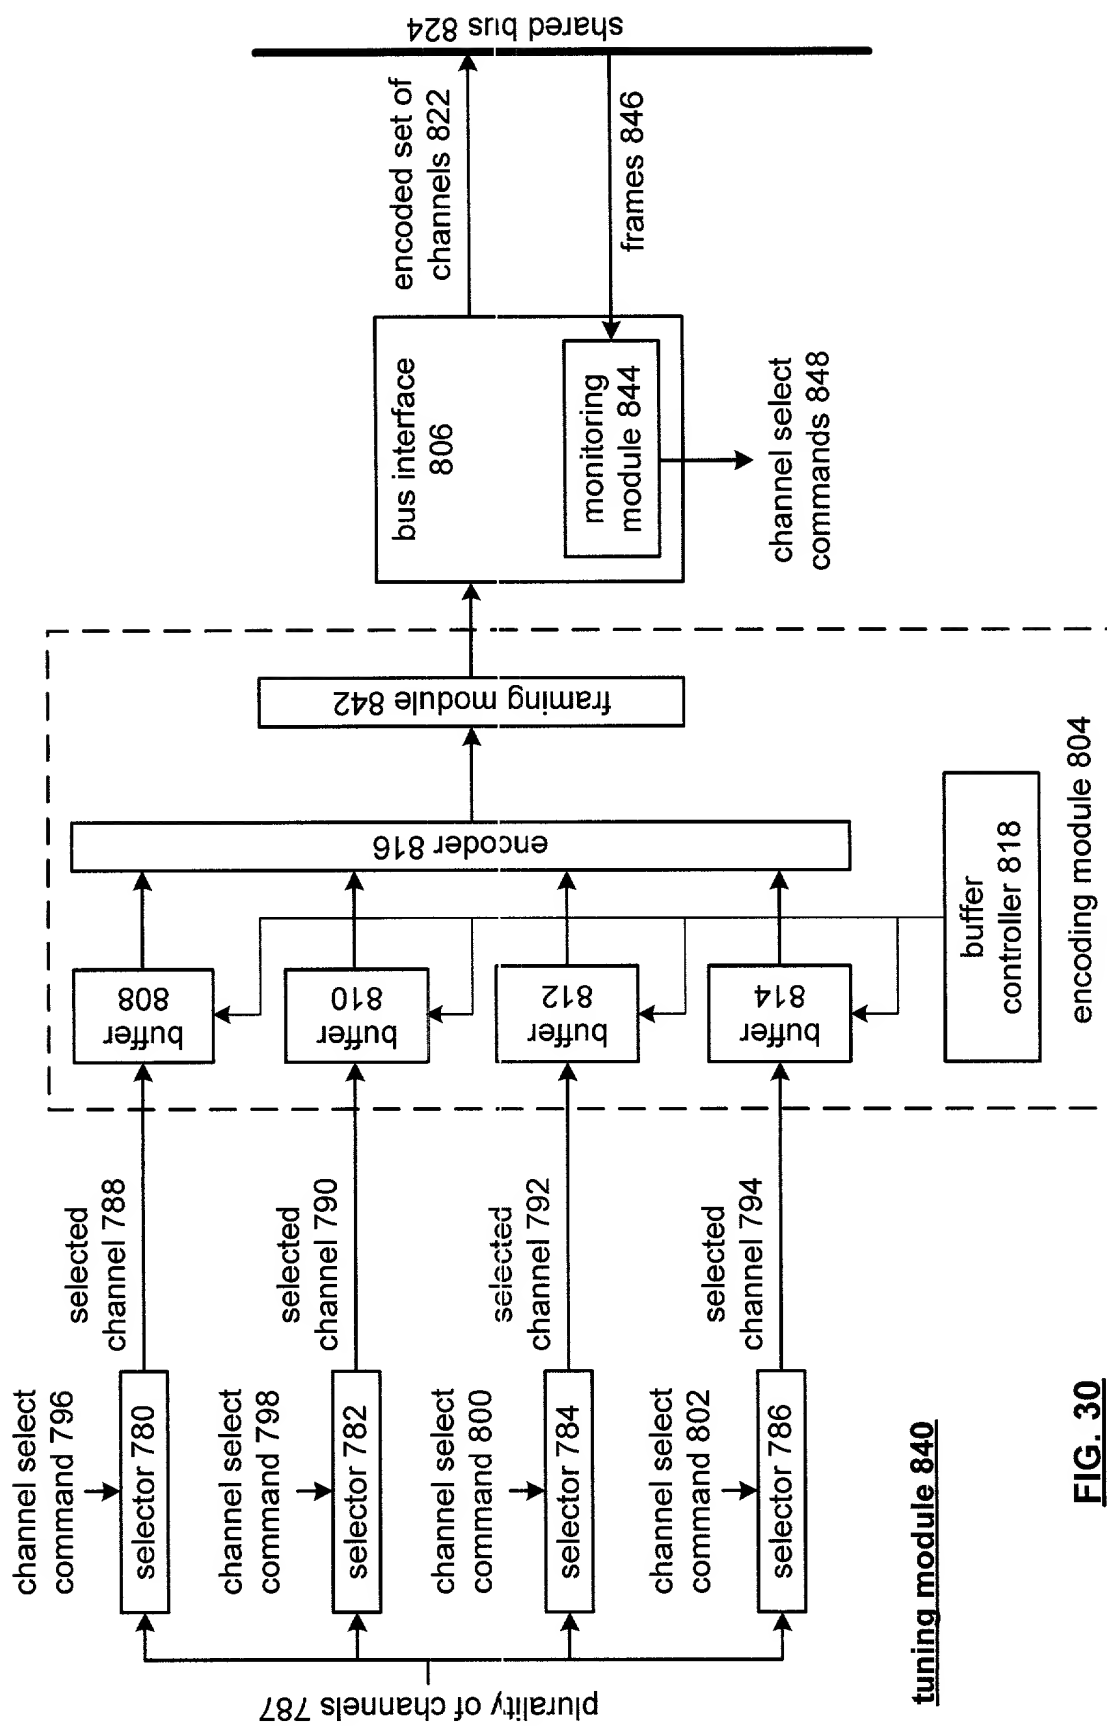 plurality of channels 787
channel select
command 796
selector 780
selected
channel 788
channel select
command 798
selector 782
selected
channel 790
channel select
command 800
selector 784
selected
channel 792
channel select
command 802
selector 786
selected
channel 794
buffer
808
buffer
810
buffer
812
buffer
814
encoder 816
buffer
controller 818
framing module 842
encoding module 804
bus interface
806
monitoring
module 844
channel select
commands 848
encoded set of
channels 822
frames 846
shared bus 824
tuning module 840
FIG. 30